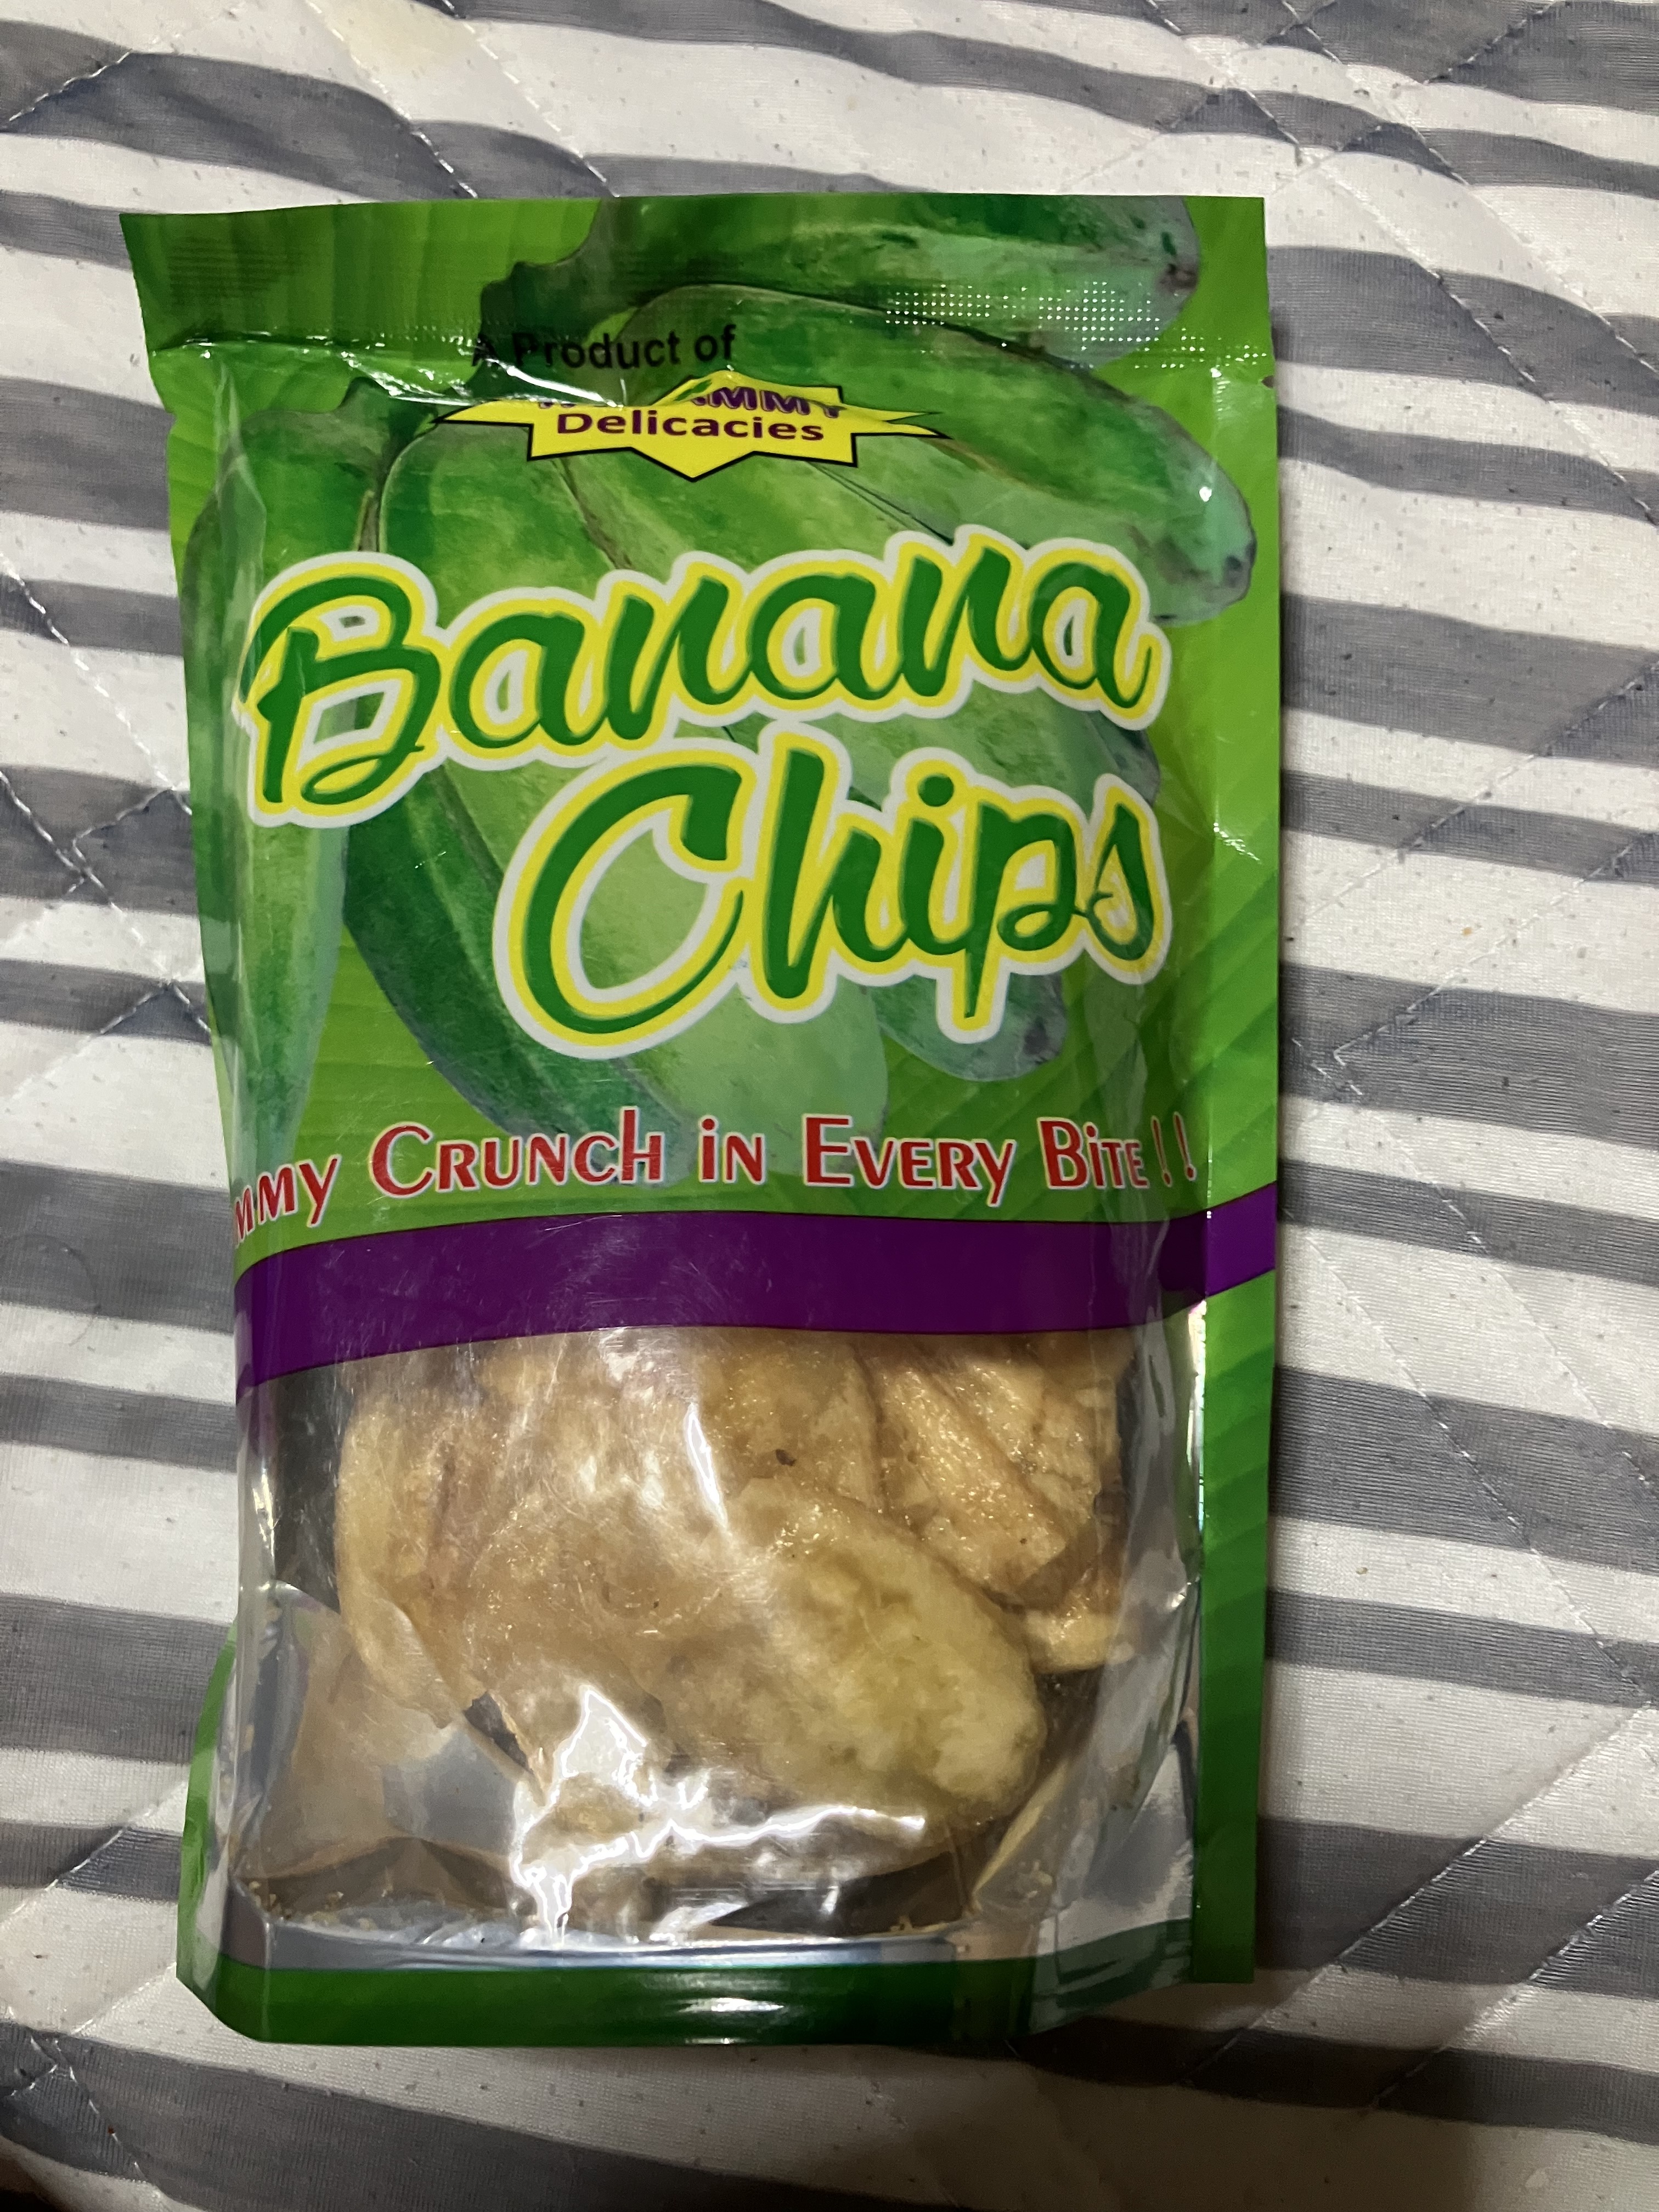 A Product of
Delicacies
Banana
Chips
Crunch in Every Bite!!